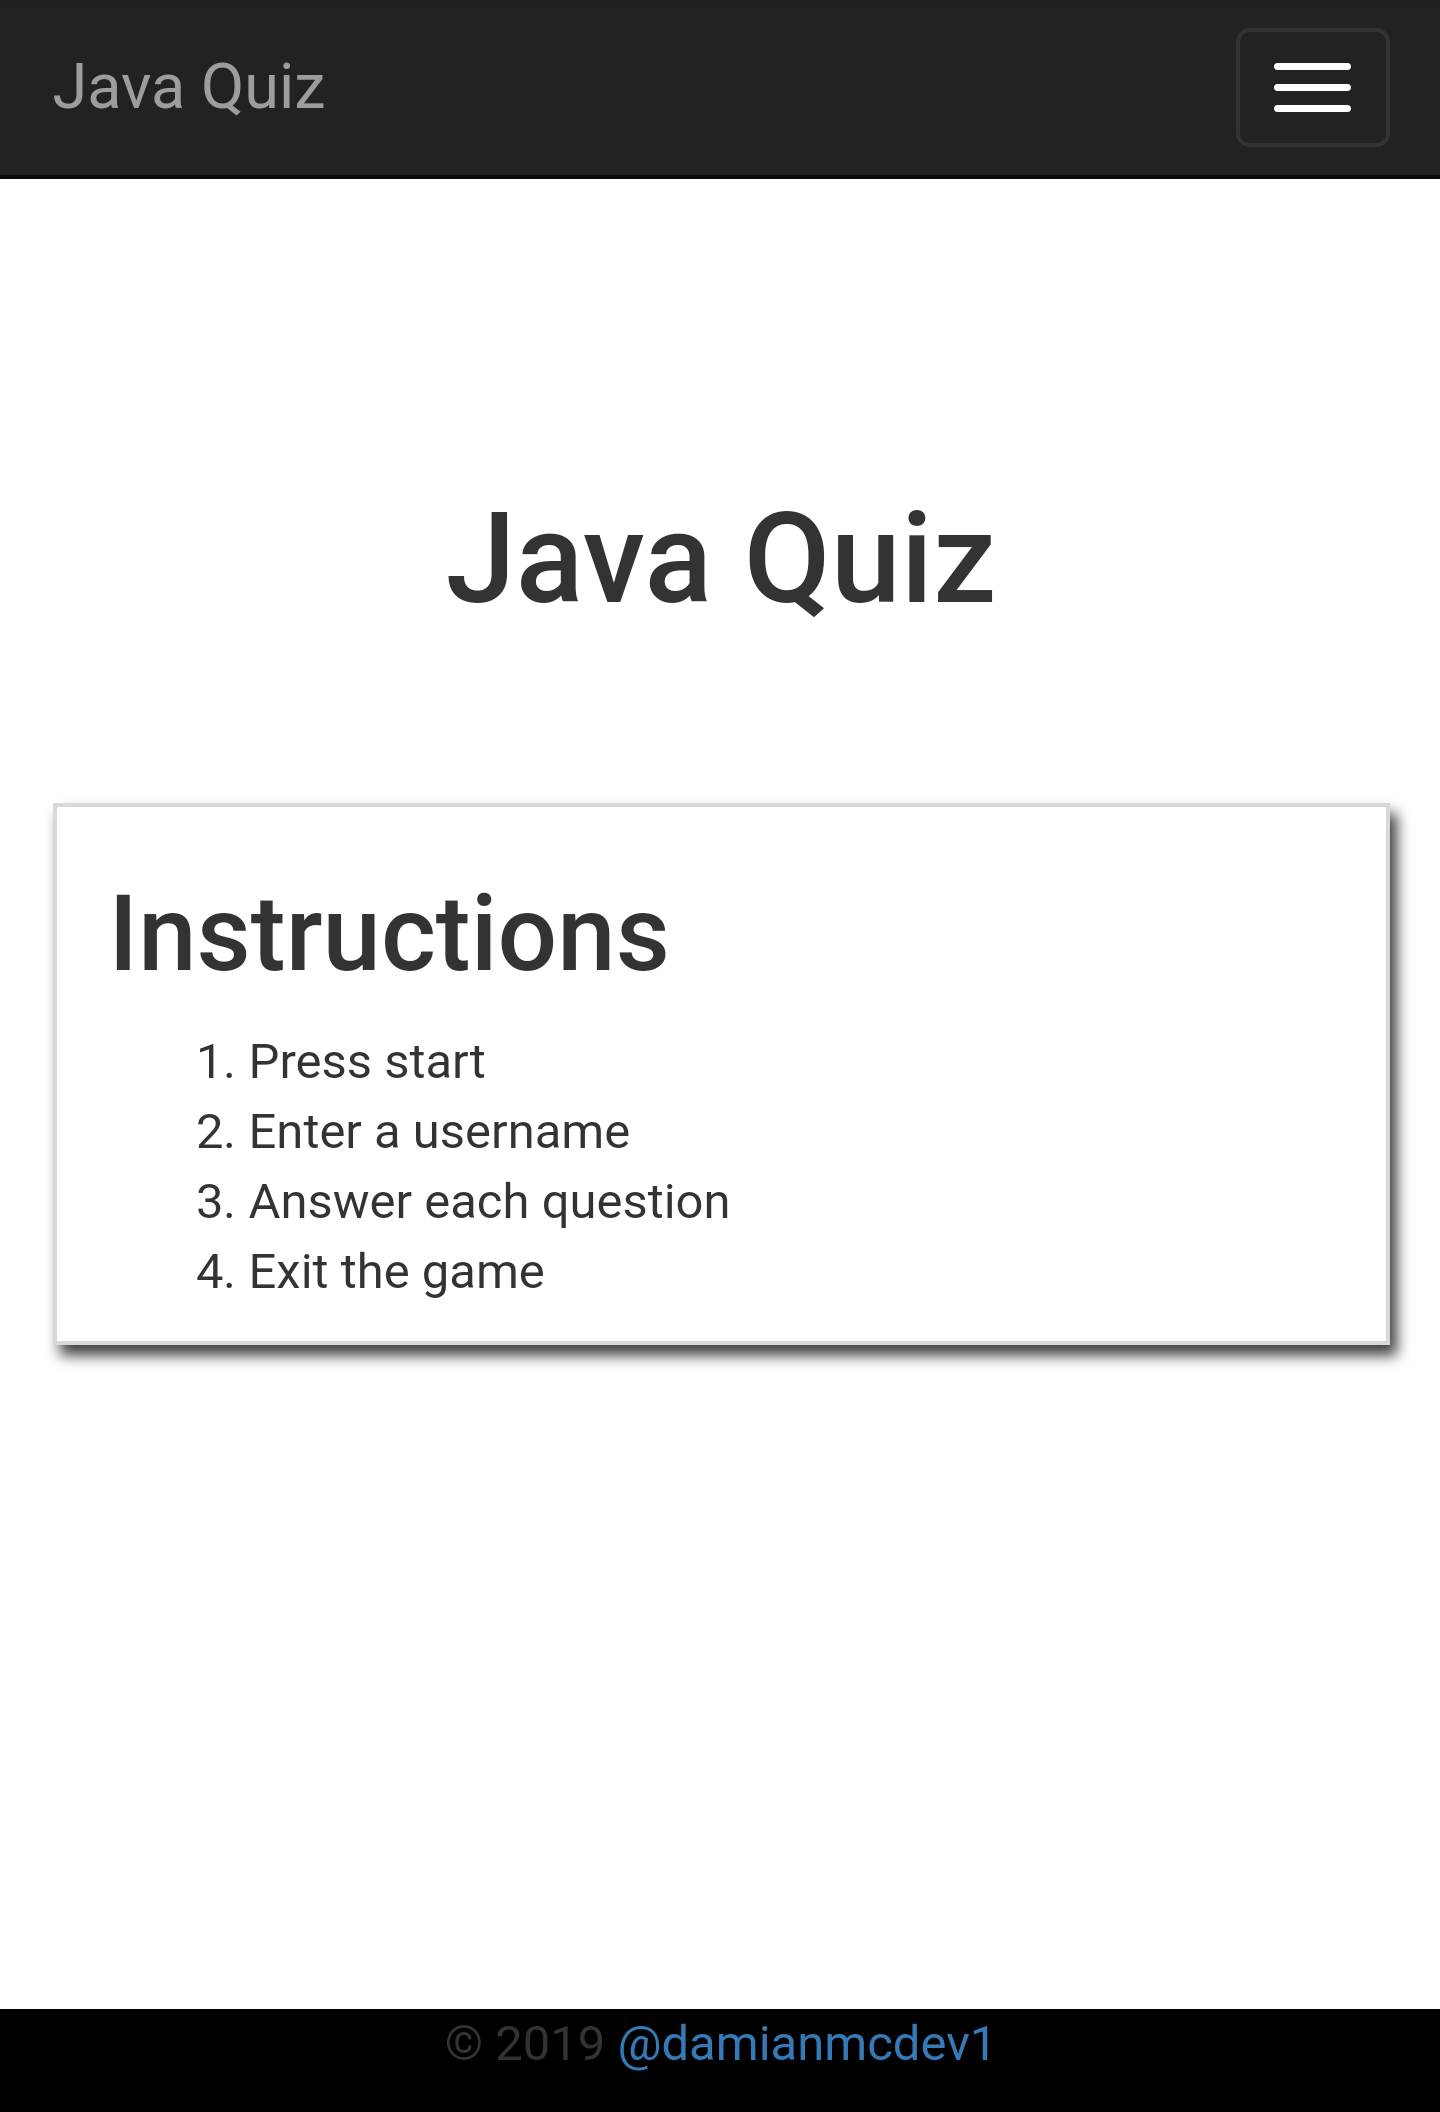 Java Quiz
Java Quiz
Instructions
1. Press start
2. Enter a username
3. Answer each question
4. Exit the game
© 2019 @damianmcdev1